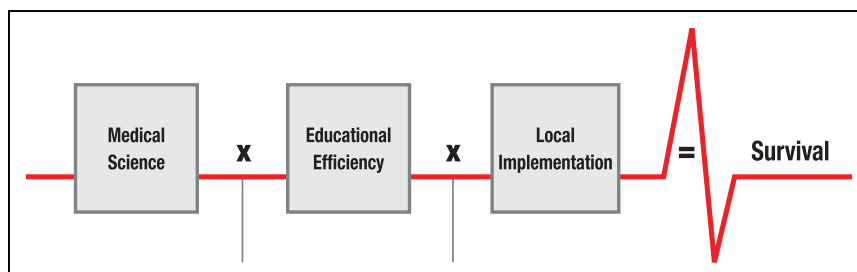 Medical
Science
x
Educational
Efficiency
x
Local
Implementation
=
Survival